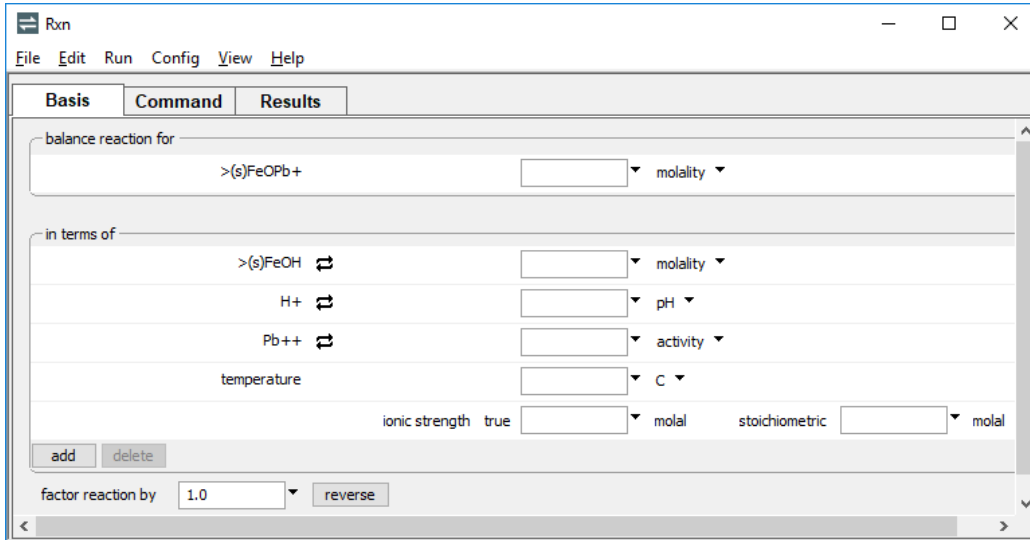 Rxn
File Edit Run Config View Help
Basis Command Results
balance reaction for
>(s)FeOPb+ molality
in terms of
>(s)FeOH molality
H+ pH
Pb++ activity
temperature C
ionic strength true molal stoichiometric molal
add delete
factor reaction by 1.0 reverse